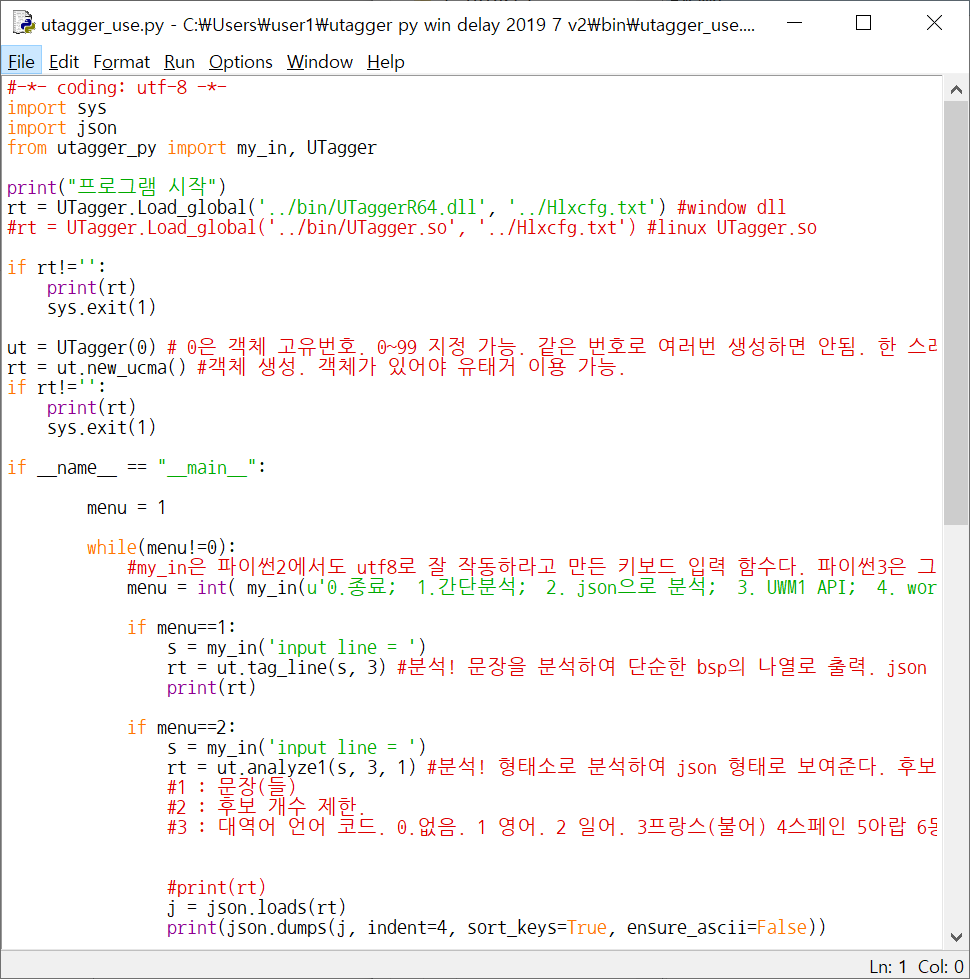 utagger_use.py - C:₩Users₩user1₩utagger py win delay 2019 7 v2₩bin₩utagger_use....
File Edit Format Run Options Window Help
#-*- coding: utf-8 -*-
import sys
import json
from utagger_py import my_in, UTagger
print("프로그램 시작")
rt = UTagger.Load_global('../bin/UTaggerR64.dll', '../Hlxcfg.txt') #window dll
#rt = UTagger.Load_global('../bin/UTagger.so', '../Hlxcfg.txt') #linux UTagger.so
if rt!='':
    print(rt)
    sys.exit(1)
ut = UTagger(0) # 0은 객체 고유번호. 0~99 지정 가능. 같은 번호로 여러번 생성하면 안됨. 한 스
rt = ut.new_ucma() #객체 생성. 객체가 있어야 유태거 이용 가능.
if rt!='':
    print(rt)
    sys.exit(1)
if __name__ == "__main__":
        menu = 1
        while(menu!=0):
            #my_in은 파이썬2에서도 utf8로 잘 작동하라고 만든 키보드 입력 함수다. 파이썬3은 그
            menu = int( my_in(u'0.종료;  1.간단분석;  2. json으로 분석;  3. UWM1 API;  4. wor
            if menu==1:
                s = my_in('input line = ')
                rt = ut.tag_line(s, 3) #분석! 문장을 분석하여 단순한 bsp의 나열로 출력. json
                print(rt)
            if menu==2:
                s = my_in('input line = ')
                rt = ut.analyze1(s, 3, 1) #분석! 형태소로 분석하여 json 형태로 보여준다. 후보
                #1 : 문장(들)
                #2 : 후보 개수 제한.
                #3 : 대역어 언어 코드. 0.없음. 1 영어. 2 일어. 3프랑스(불어) 4스페인 5아랍 6
                #print(rt)
                j = json.loads(rt)
                print(json.dumps(j, indent=4, sort_keys=True, ensure_ascii=False))
Ln: 1 Col: 0